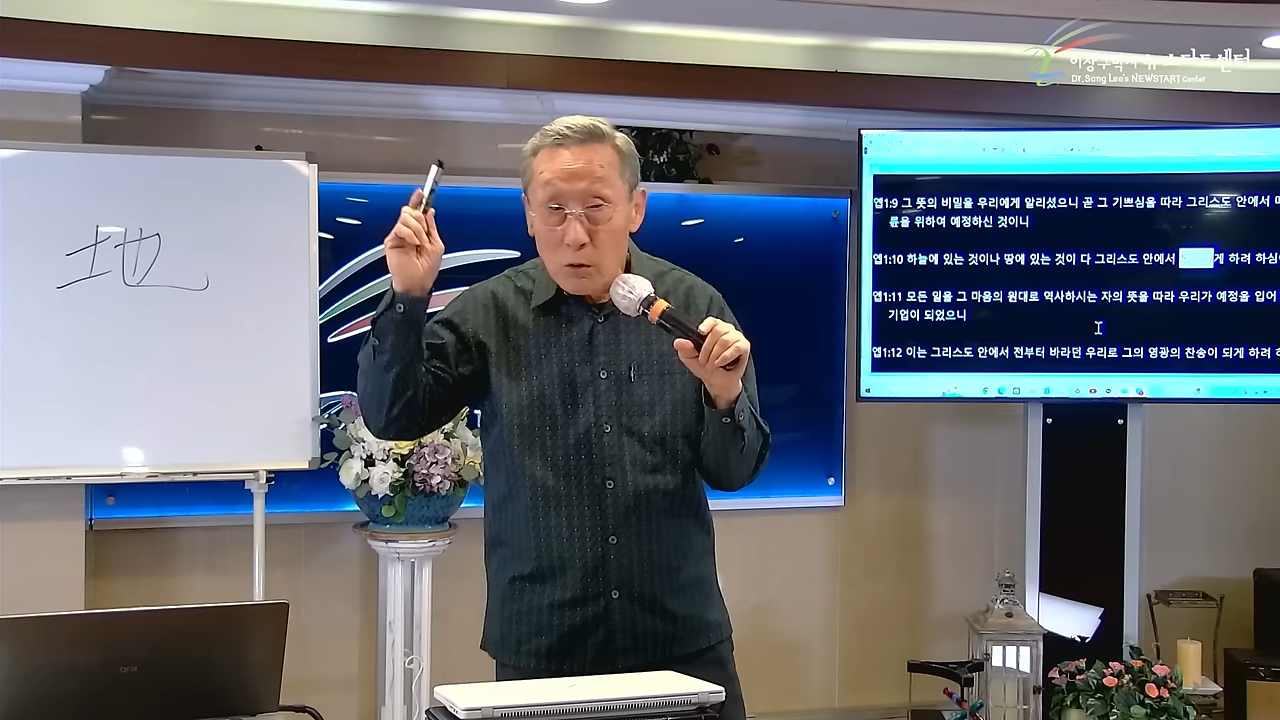 이상구박사 뉴스타트센터
Dr. Sang Lee's NEWSTART Center
地
엡1:9 그 뜻의 비밀을 우리에게 알리셨으니 곧 그 기쁘심을 따라 그리스도 안에서
륜을 위하여 예정하신 것이니
엡1:10 하늘에 있는 것이나 땅에 있는 것이 다 그리스도 안에서 게 하려 하심
엡1:11 모든 일을 그 마음의 원대로 역사하시는 자의 뜻을 따라 우리가 예정을 입어
기업이 되었으니
엡1:12 이는 그리스도 안에서 전부터 바라던 우리로 그의 영광의 찬송이 되게 하려
gram